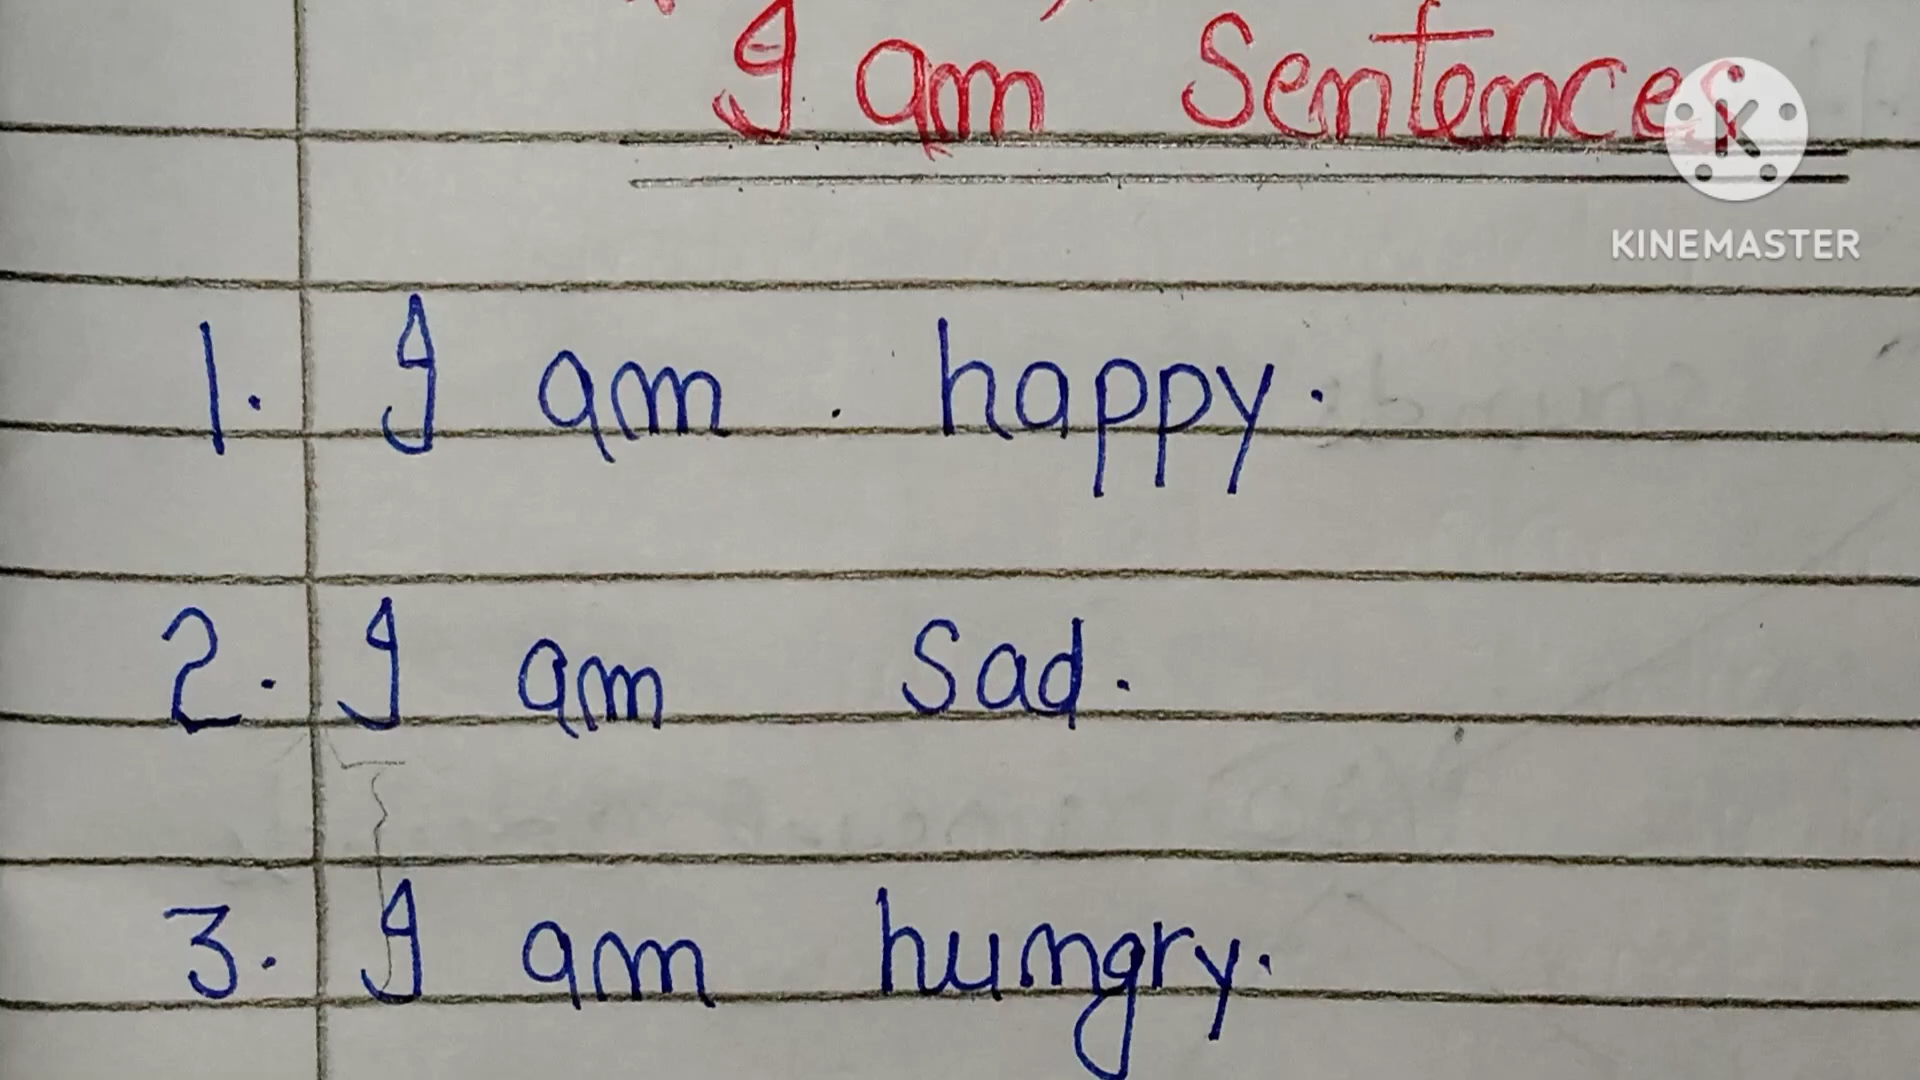 I am Sentences
KINEMASTER
1. I am happy.
2. I am sad.
3. I am hungry.